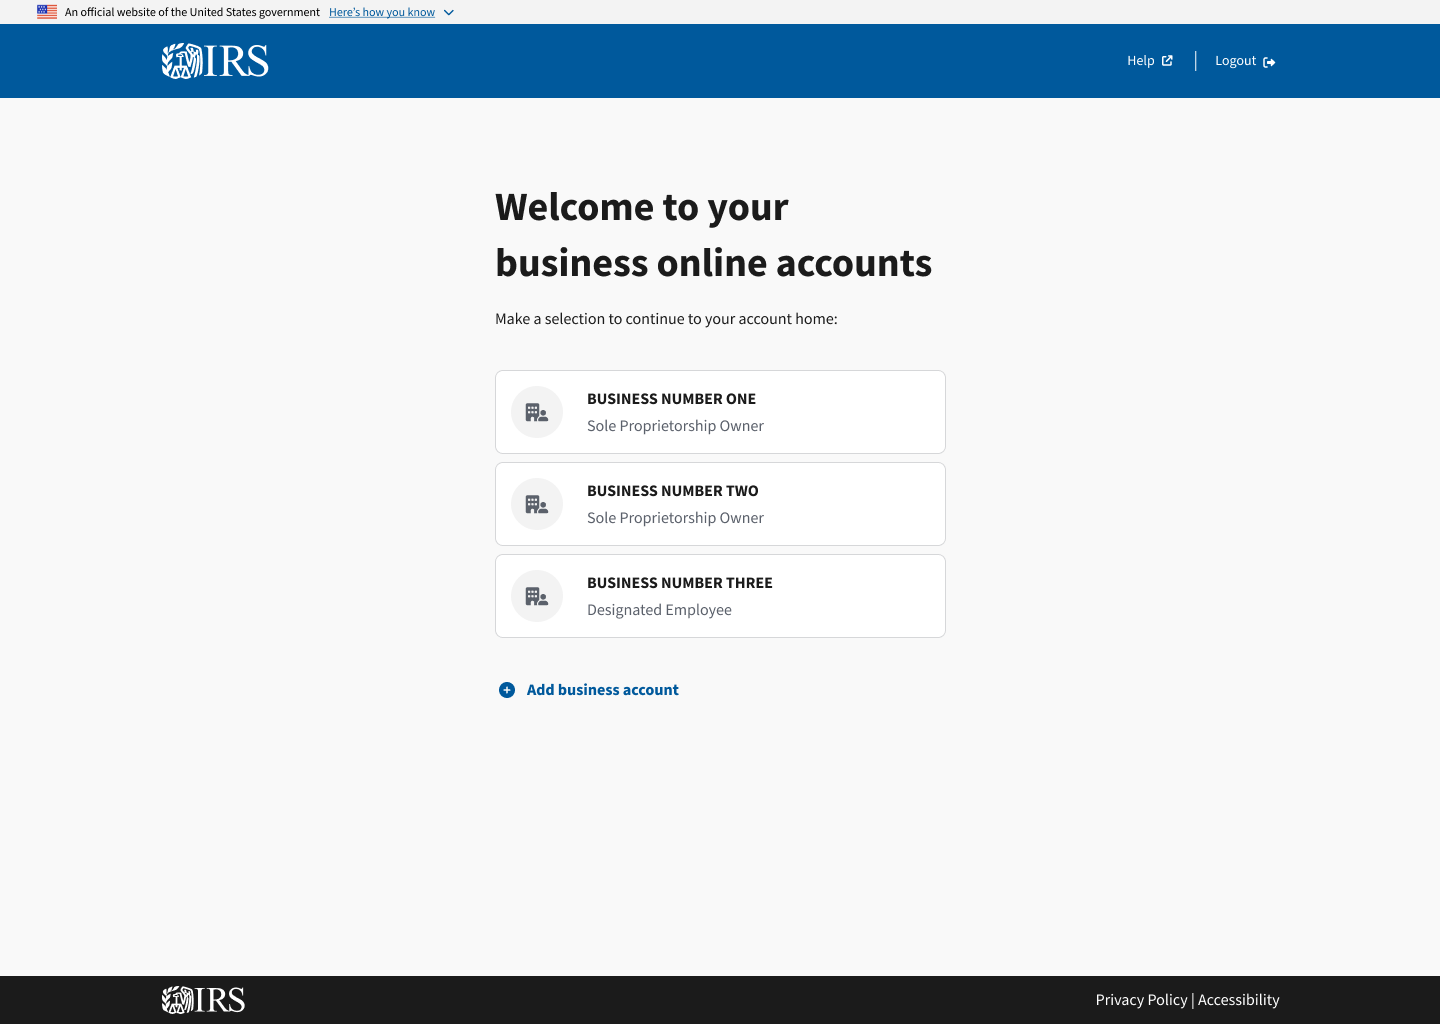 An official website of the United States government Here's how you know
IRS
Help
Logout
Welcome to your
business online accounts
Make a selection to continue to your account home:
BUSINESS NUMBER ONE
Sole Proprietorship Owner
BUSINESS NUMBER TWO
Sole Proprietorship Owner
BUSINESS NUMBER THREE
Designated Employee
Add business account
IRS
Privacy Policy | Accessibility